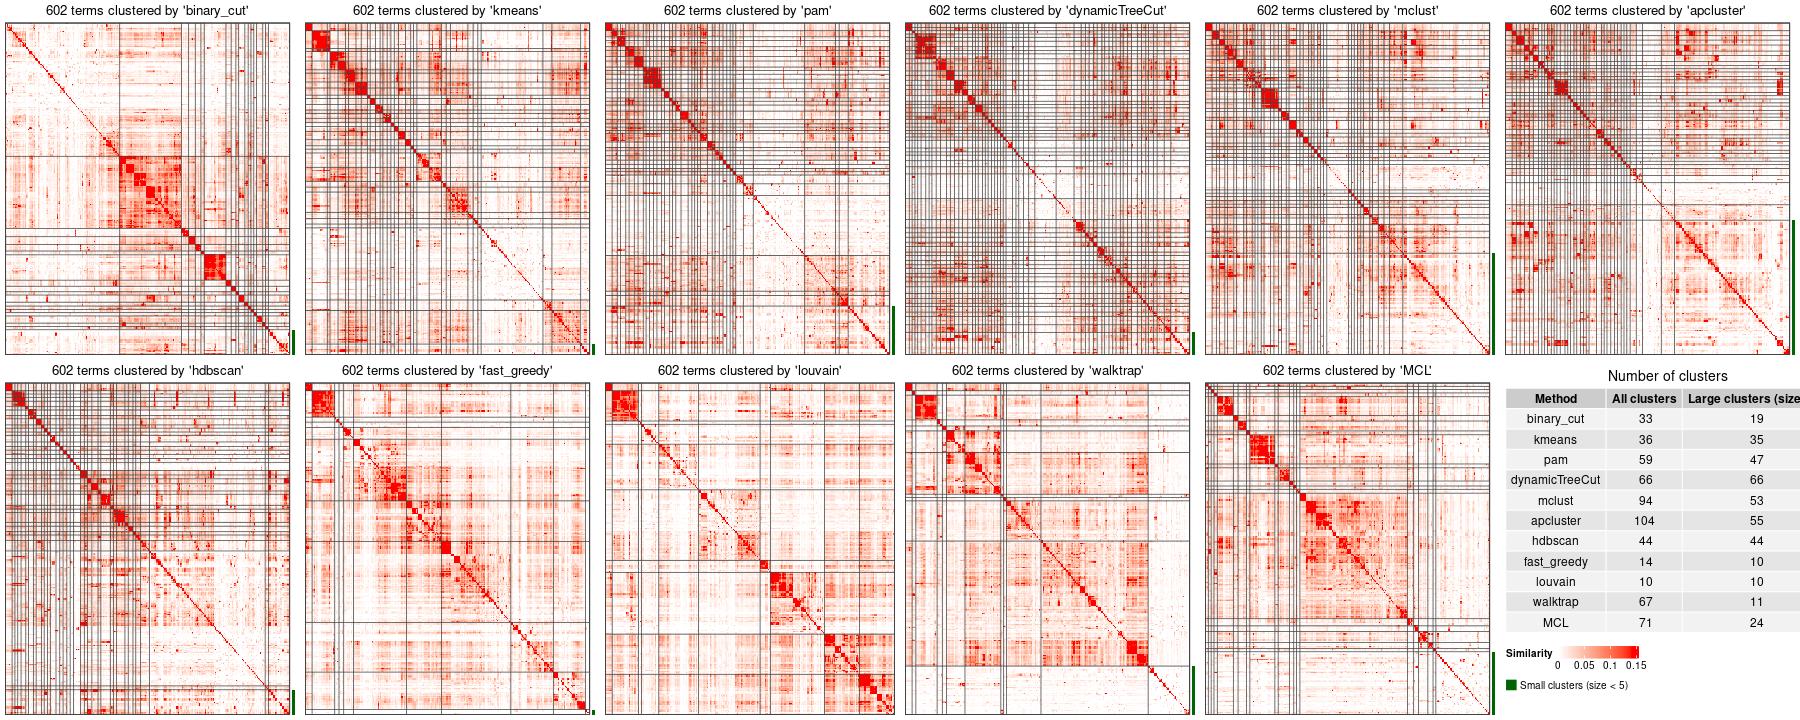 602 terms clustered by 'binary_cut'
602 terms clustered by 'kmeans'
602 terms clustered by 'pam'
602 terms clustered by 'dynamicTreeCut'
602 terms clustered by 'mclust'
602 terms clustered by 'apcluster'
602 terms clustered by 'hdbscan'
602 terms clustered by 'fast_greedy'
602 terms clustered by 'louvain'
602 terms clustered by 'walktrap'
602 terms clustered by 'MCL'
Number of clusters
Method All clusters Large clusters (size
binary_cut 33 19
kmeans 36 35
pam 59 47
dynamicTreeCut 66 66
mclust 94 53
apcluster 104 55
hdbscan 44 44
fast_greedy 14 10
louvain 10 10
walktrap 67 11
MCL 71 24
Similarity
0 0.05 0.1 0.15
Small clusters (size < 5)